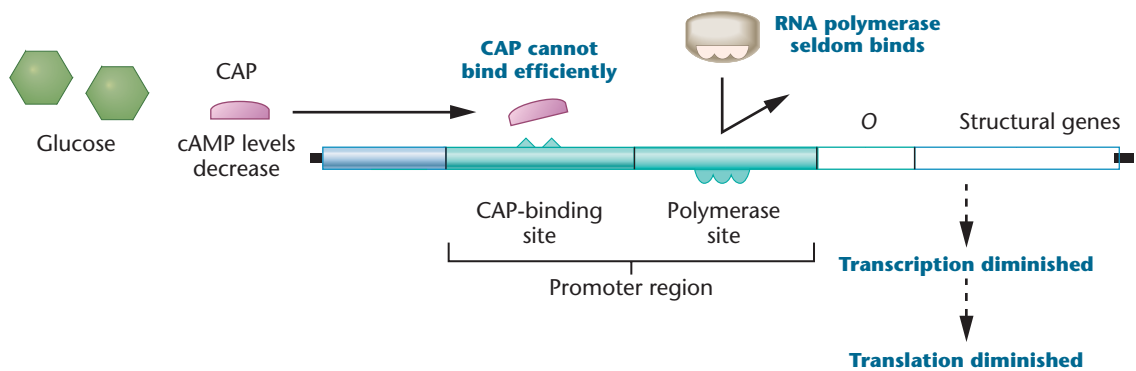 RNA polymerase
seldom binds
CAP cannot
bind efficiently
CAP
Glucose
cAMP levels
decrease
O
Structural genes
CAP-binding
site
Polymerase
site
Promoter region
Transcription diminished
Translation diminished